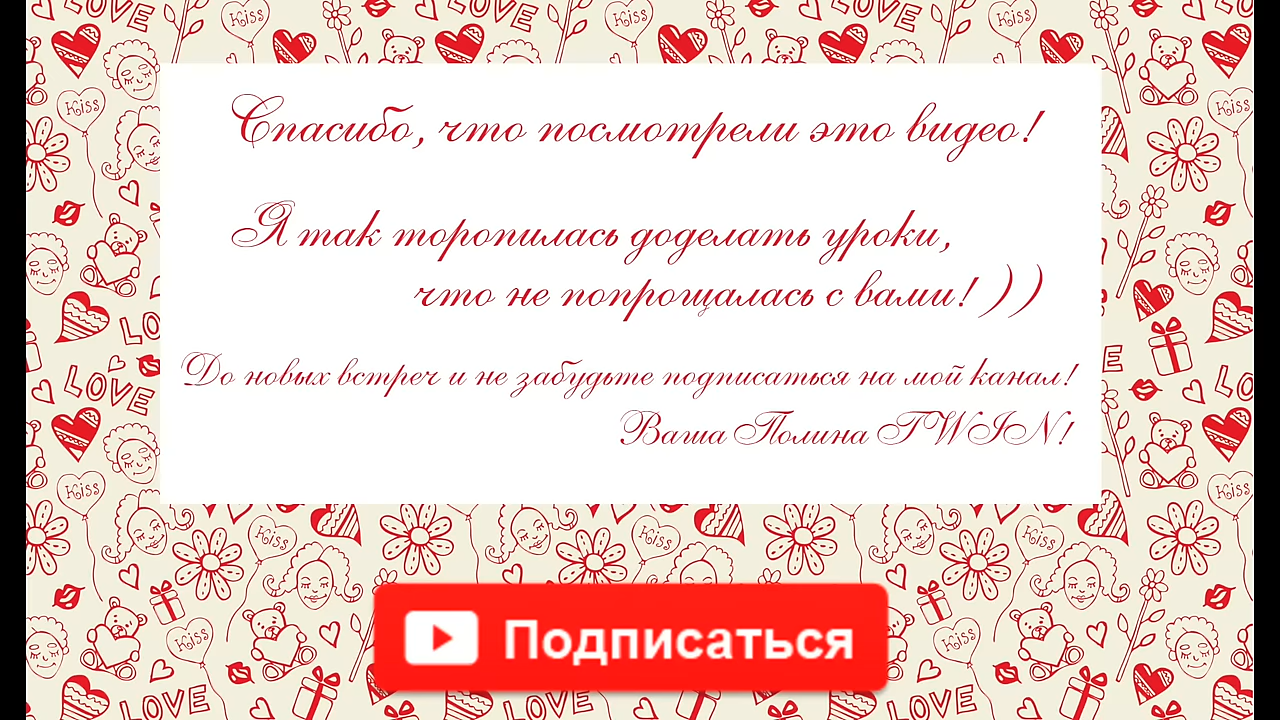 Спасибо, что посмотрели это видео!
Я так торопилась доделать уроки,
что не попрощалась с вами! ))
До новых встреч и не забудьте подписаться на мой канал!
Ваша Полина TWIN!
Подписаться